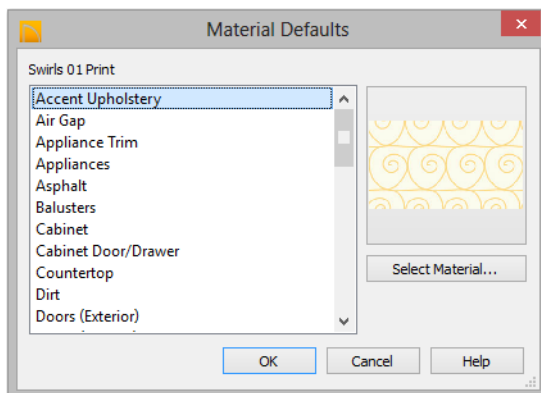 Material Defaults
Swirls 01 Print
Accent Upholstery
Air Gap
Appliance Trim
Appliances
Asphalt
Balusters
Cabinet
Cabinet Door/Drawer
Countertop
Dirt
Doors (Exterior)
Select Material...
OK
Cancel
Help